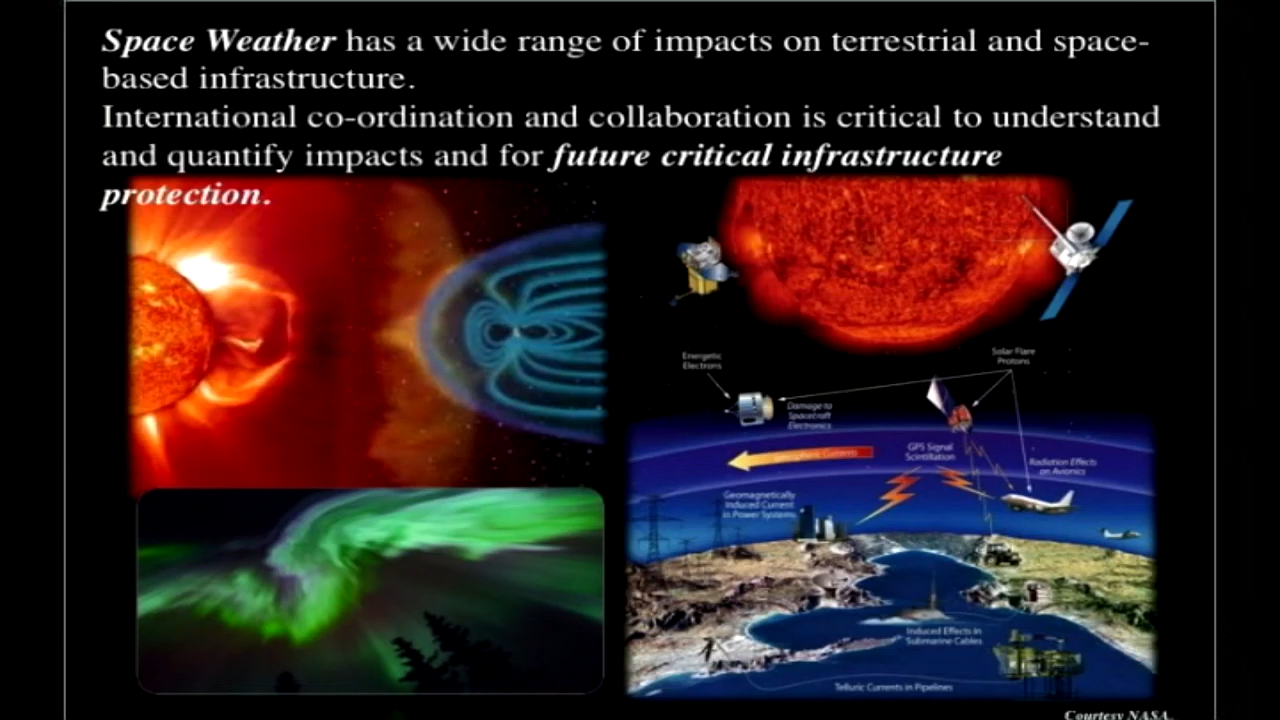 Space Weather has a wide range of impacts on terrestrial and space-
based infrastructure.
International co-ordination and collaboration is critical to understand
and quantify impacts and for future critical infrastructure
protection.
Energetic
Electrons
Solar Flare
Protons
Damage to
Spacecraft
Electronics
Ionospheric Currents
GPS Signal
Scintillation
Radiation Effects
on Avionics
Geomagnetically
Induced Current
in Power Systems
Induced Effects in
Submarine Cables
Telluric Currents in Pipelines
Courtesy NASA.